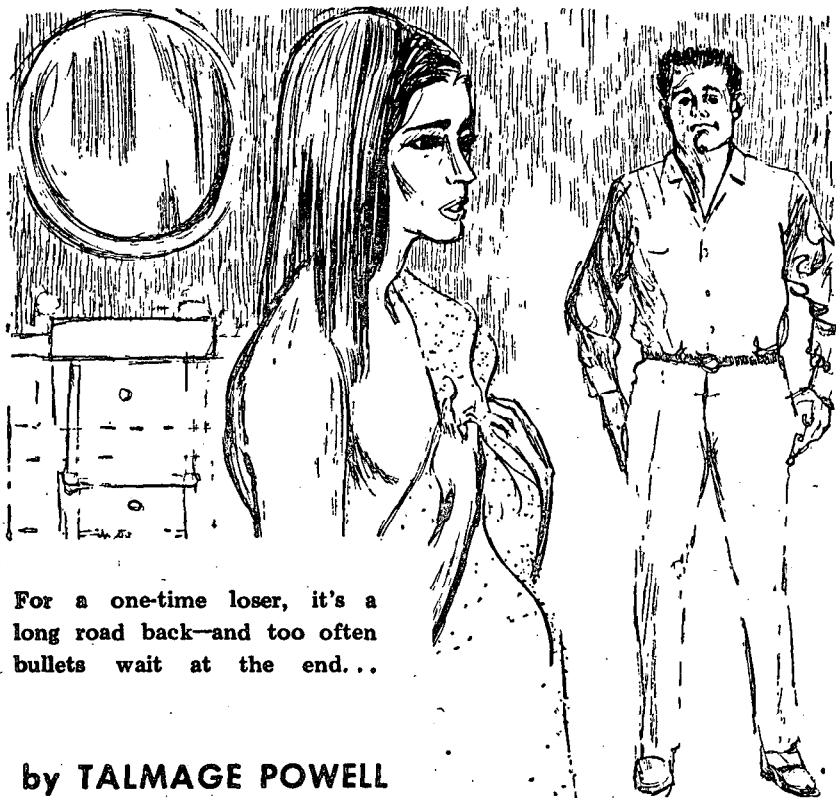 For a one-time loser, it's a
long road back—and too often
bullets wait at the end...
by TALMAGE POWELL